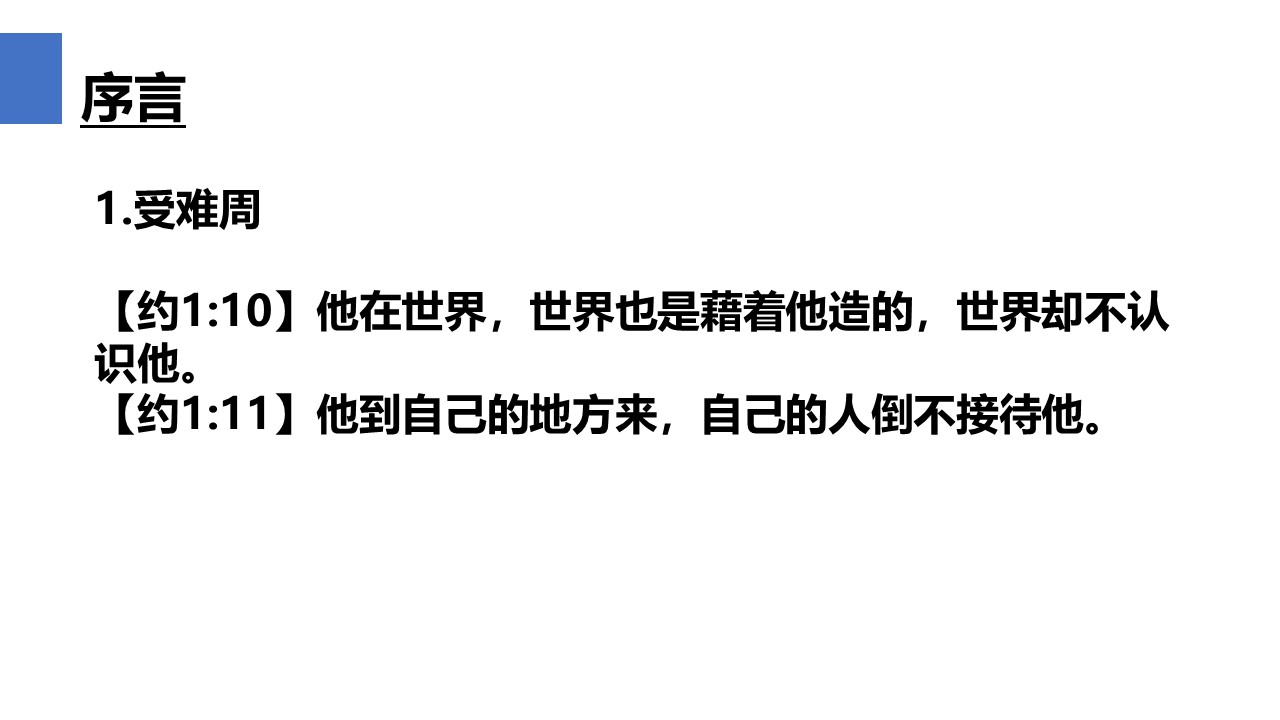 序言
1.受难周
【约1:10】他在世界，世界也是藉着他造的，世界却不认
识他。
【约1:11】他到自己的地方来，自己的人倒不接待他。